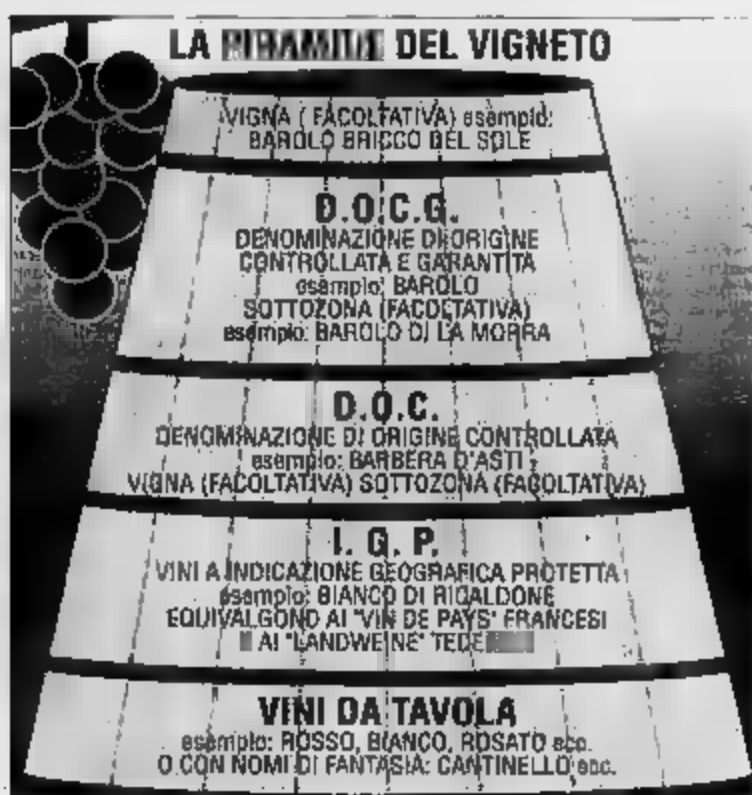 LA DEL VIGNETO
VIGNA ( FACOLTATIVA) esempio:
BAROLO BRICCO DEL SOLE
D.O.C.G.
DENOMINAZIONE DI ORIGINE
CONTROLLATA E GARANTITA
esempio: BAROLO
SOTTOZONA (FACOLTATIVA)
esempio: BAROLO DI LA MORRA
D.O.C.
DENOMINAZIONE DI ORIGINE CONTROLLATA
esempio: BARBERA D'ASTI
VIGNA (FACOLTATIVA) SOTTOZONA (FACOLTATIVA)
I. G. P.
VINI A INDICAZIONE GEOGRAFICA PROTETTA
esempio: BIANCO DI
EQUIVALGONO AI "VIN DE PAYS" FRANCESI
AI "LANDWEINE"
VINI DA TAVOLA
esempio: ROSSO, BIANCO, ROSATO ecc.
O CON NOMI DI FANTASIA: CANTINELLO ecc.